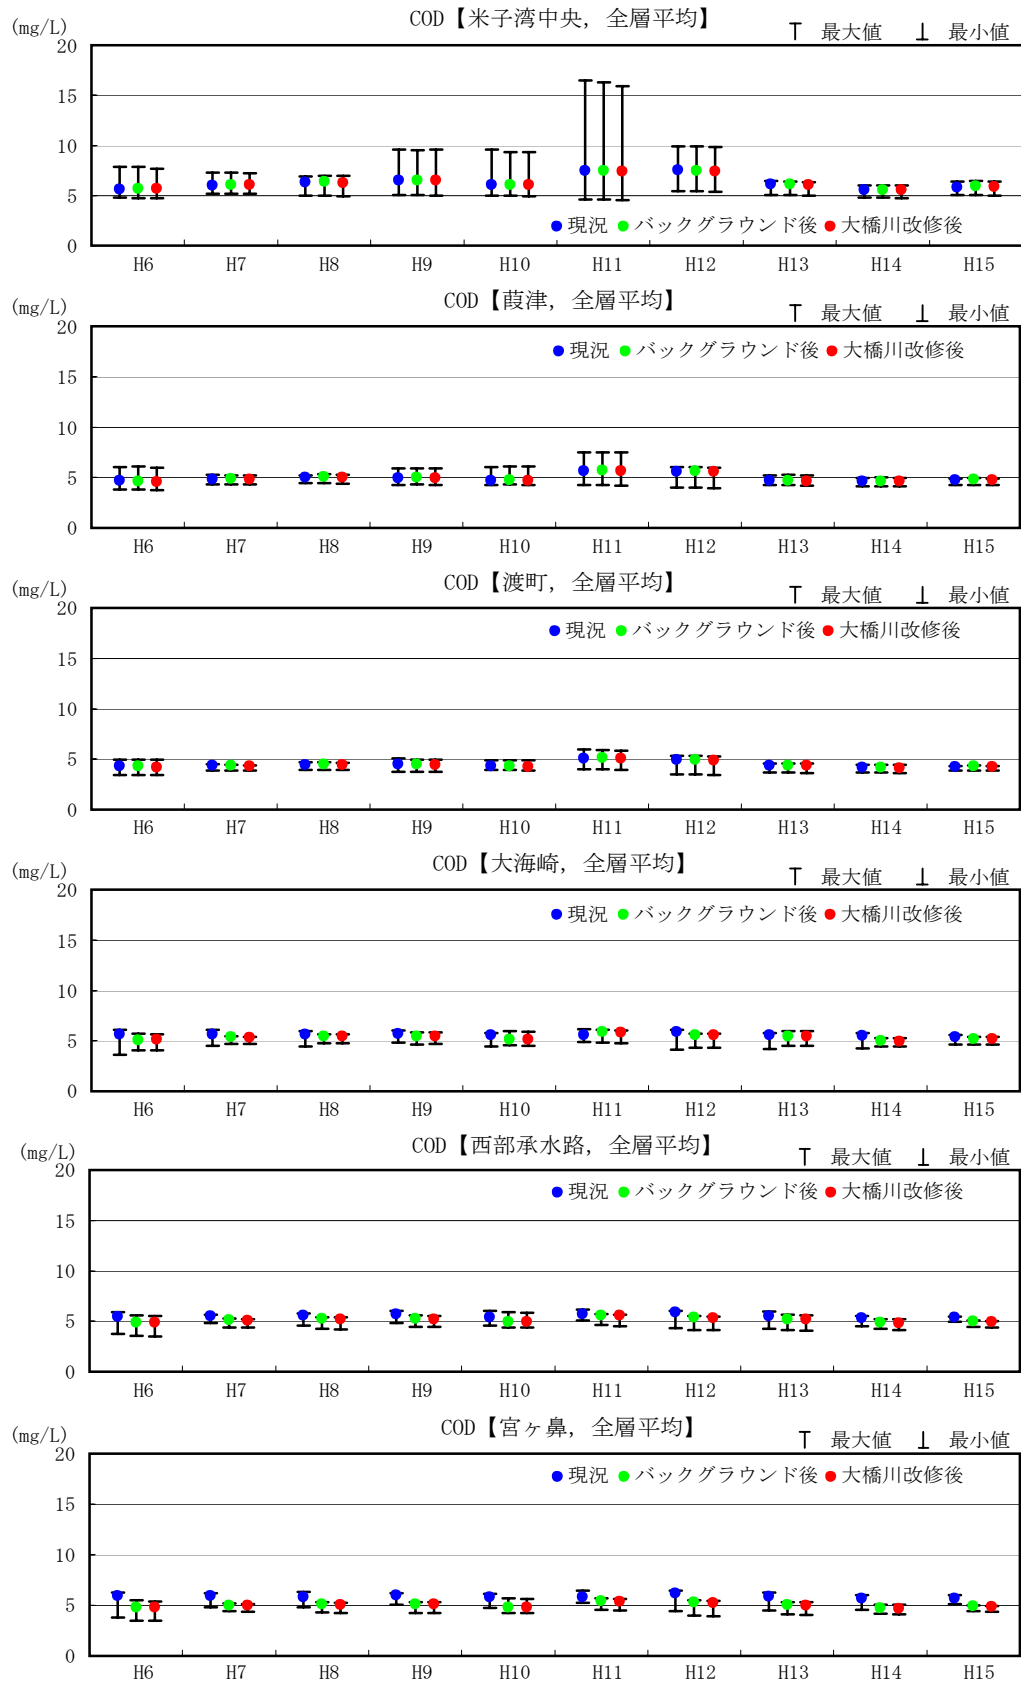 COD【米子湾中央, 全層平均】
(mg/L)
最大値 最小値
20
15
10
5
0
現況 バックグラウンド後 大橋川改修後
H6 H7 H8 H9 H10 H11 H12 H13 H14 H15
COD【葭津, 全層平均】
(mg/L)
最大値 最小値
20
現況 バックグラウンド後 大橋川改修後
15
10
5
0
H6 H7 H8 H9 H10 H11 H12 H13 H14 H15
COD【渡町, 全層平均】
(mg/L)
最大値 最小値
20
現況 バックグラウンド後 大橋川改修後
15
10
5
0
H6 H7 H8 H9 H10 H11 H12 H13 H14 H15
COD【大海崎, 全層平均】
(mg/L)
最大値 最小値
20
現況 バックグラウンド後 大橋川改修後
15
10
5
0
H6 H7 H8 H9 H10 H11 H12 H13 H14 H15
COD【西部承水路, 全層平均】
(mg/L)
最大値 最小値
20
現況 バックグラウンド後 大橋川改修後
15
10
5
0
H6 H7 H8 H9 H10 H11 H12 H13 H14 H15
COD【宮ヶ鼻, 全層平均】
(mg/L)
最大値 最小値
20
現況 バックグラウンド後 大橋川改修後
15
10
5
0
H6 H7 H8 H9 H10 H11 H12 H13 H14 H15